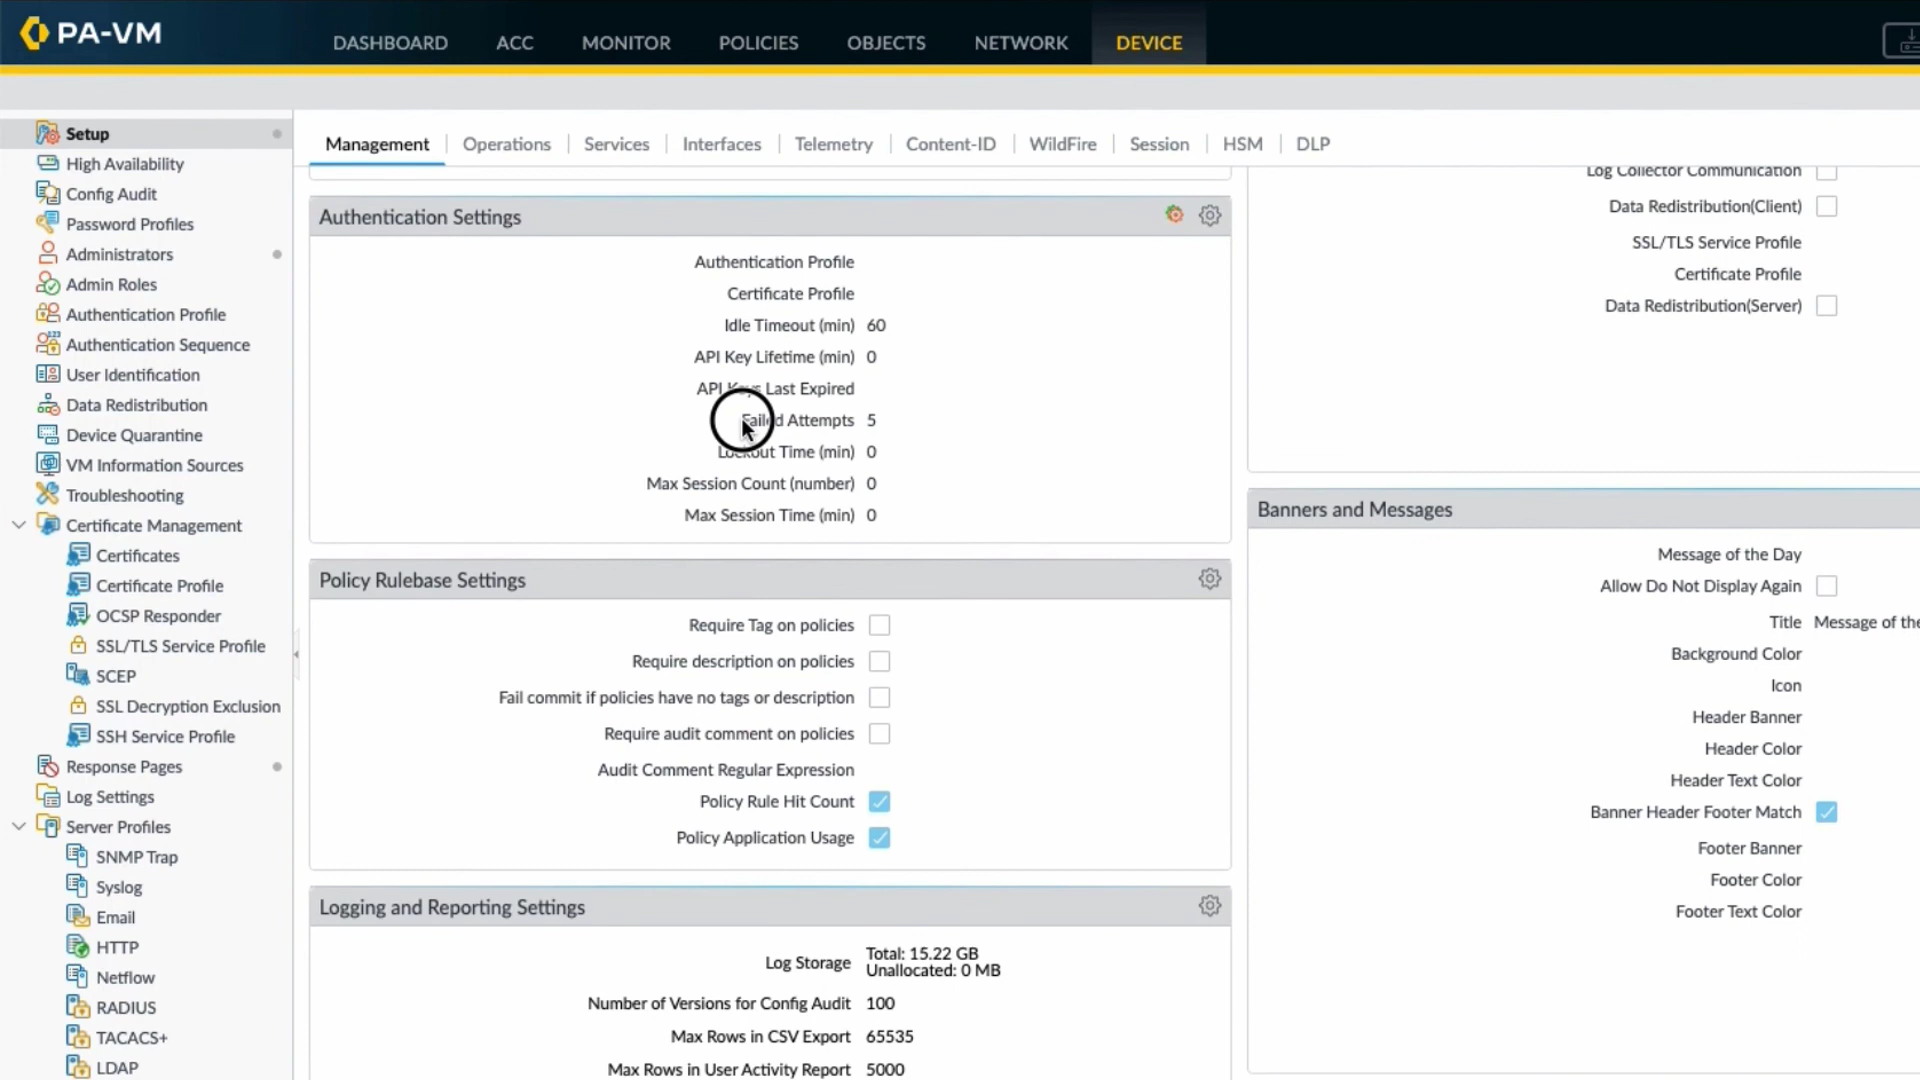 PA-VM
DASHBOARD ACC MONITOR POLICIES OBJECTS NETWORK DEVICE
Setup
High Availability
Config Audit
Password Profiles
Administrators
Admin Roles
Authentication Profile
Authentication Sequence
User Identification
Data Redistribution
Device Quarantine
VM Information Sources
Troubleshooting
Certificate Management
Certificates
Certificate Profile
OCSP Responder
SSL/TLS Service Profile
SCEP
SSL Decryption Exclusion
SSH Service Profile
Response Pages
Log Settings
Server Profiles
SNMP Trap
Syslog
Email
HTTP
Netflow
RADIUS
TACACS+
LDAP
Management Operations Services Interfaces Telemetry Content-ID WildFire Session HSM DLP
Authentication Settings
Authentication Profile
Certificate Profile
Idle Timeout (min) 60
API Key Lifetime (min) 0
API Keys Last Expired
Failed Attempts 5
Lockout Time (min) 0
Max Session Count (number) 0
Max Session Time (min) 0
Policy Rulebase Settings
Require Tag on policies
Require description on policies
Fail commit if policies have no tags or description
Require audit comment on policies
Audit Comment Regular Expression
Policy Rule Hit Count
Policy Application Usage
Logging and Reporting Settings
Log Storage Total: 15.22 GB
Unallocated: 0 MB
Number of Versions for Config Audit 100
Max Rows in CSV Export 65535
Max Rows in User Activity Report 5000
Log Collector Communication
Data Redistribution(Client)
SSL/TLS Service Profile
Certificate Profile
Data Redistribution(Server)
Banners and Messages
Message of the Day
Allow Do Not Display Again
Title Message of the
Background Color
Icon
Header Banner
Header Color
Header Text Color
Banner Header Footer Match
Footer Banner
Footer Color
Footer Text Color